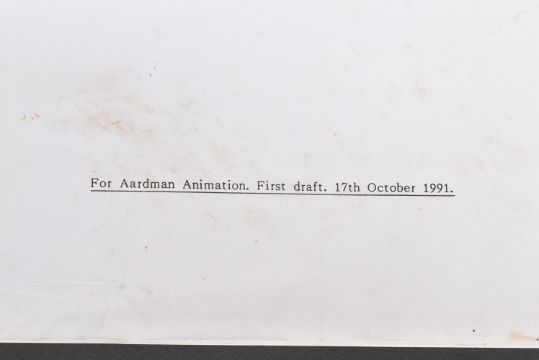 For Aardman Animation. First draft. 17th October 1991.